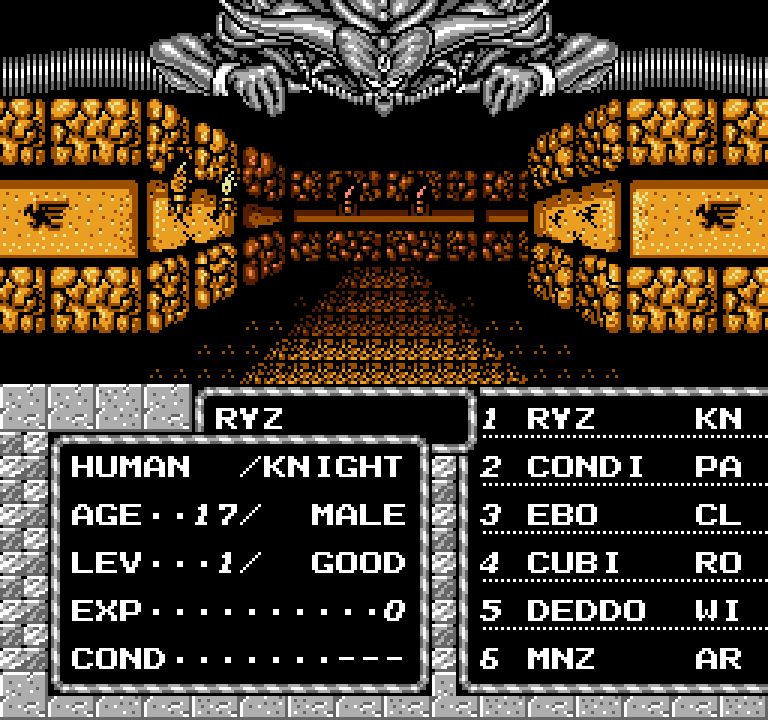 RYZ
HUMAN /KNIGHT
AGE··17/ MALE
LEV···1/ GOOD
EXP··········0
COND·······---
1 RYZ KN
2 CONDI PA
3 EBO CL
4 CUBI RO
5 DEDDO WI
6 MNZ AR